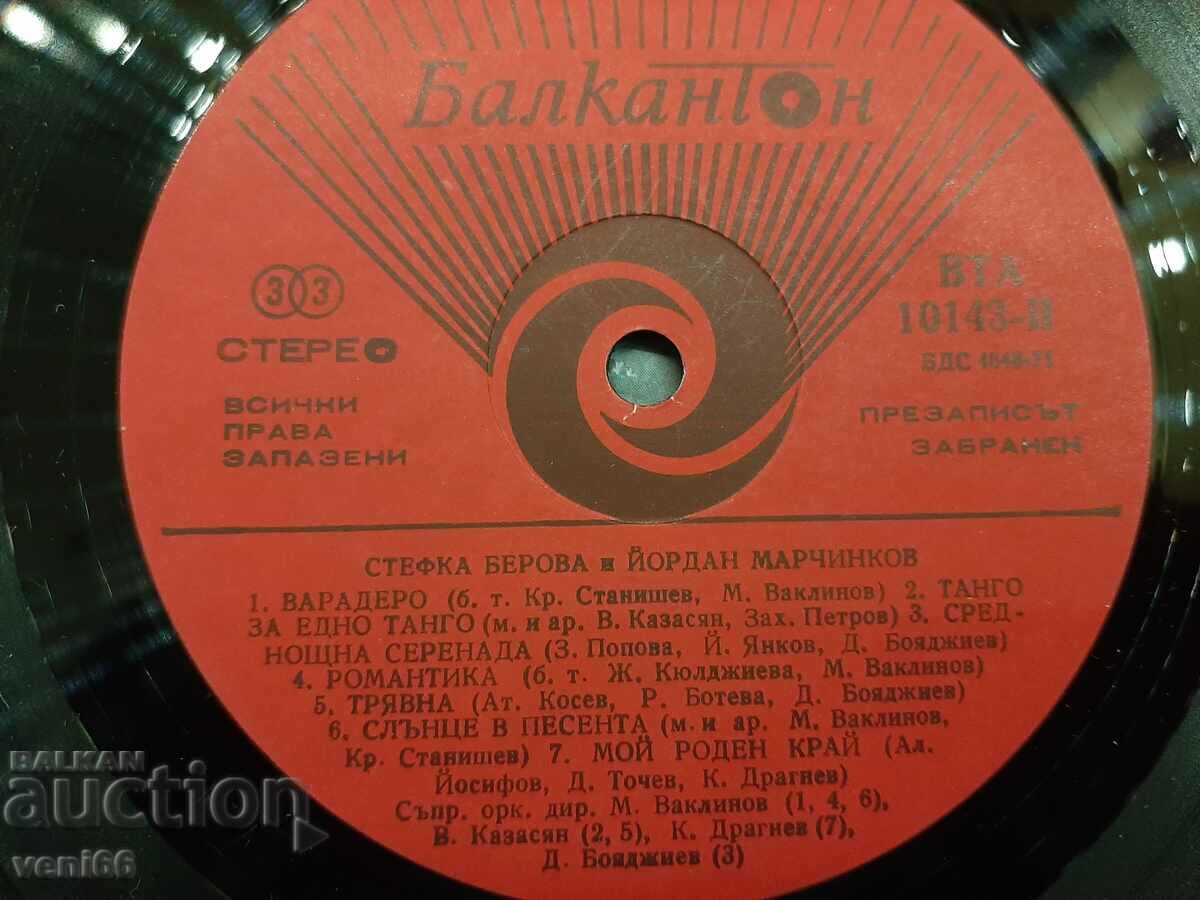 Балкантон
33
СТЕРЕО
ВСИЧКИ
ПРАВА
ЗАПАЗЕНИ
ВТА
10143-II
БДС
ПРЕЗАПИСЪТ
ЗАБРАНЕН
СТЕФКА БЕРОВА и ЙОРДАН МАРЧИНКОВ
1. ВАРАДЕРО (б. т. Кр. Станишев, М. Ваклинов) 2. ТАНГО
ЗА ЕДНО ТАНГО (м. и ар. В. Казасян, Зах. Петров) 3. СРЕД-
НОЩНА СЕРЕНАДА (З. Попова, Й. Янков, Д. Бояджиев)
4. РОМАНТИКА (б. т. Ж. Кюлджиева, М. Ваклинов)
5. ТРЯВНА (Ат. Косев, Р. Ботева, Д. Бояджиев)
6. СЛЪНЦЕ В ПЕСЕНТА (м. и ар. М. Ваклинов,
Кр. Станишев) 7. МОЙ РОДЕН КРАЙ (Ал.
Йосифов, Д. Точев, К. Драгнев)
Съпр. орк. дир. М. Ваклинов (1, 4, 6),
В. Казасян (2, 5), К. Драгнев (7),
Д. Бояджиев (3)
BALKAN
auction
veni66